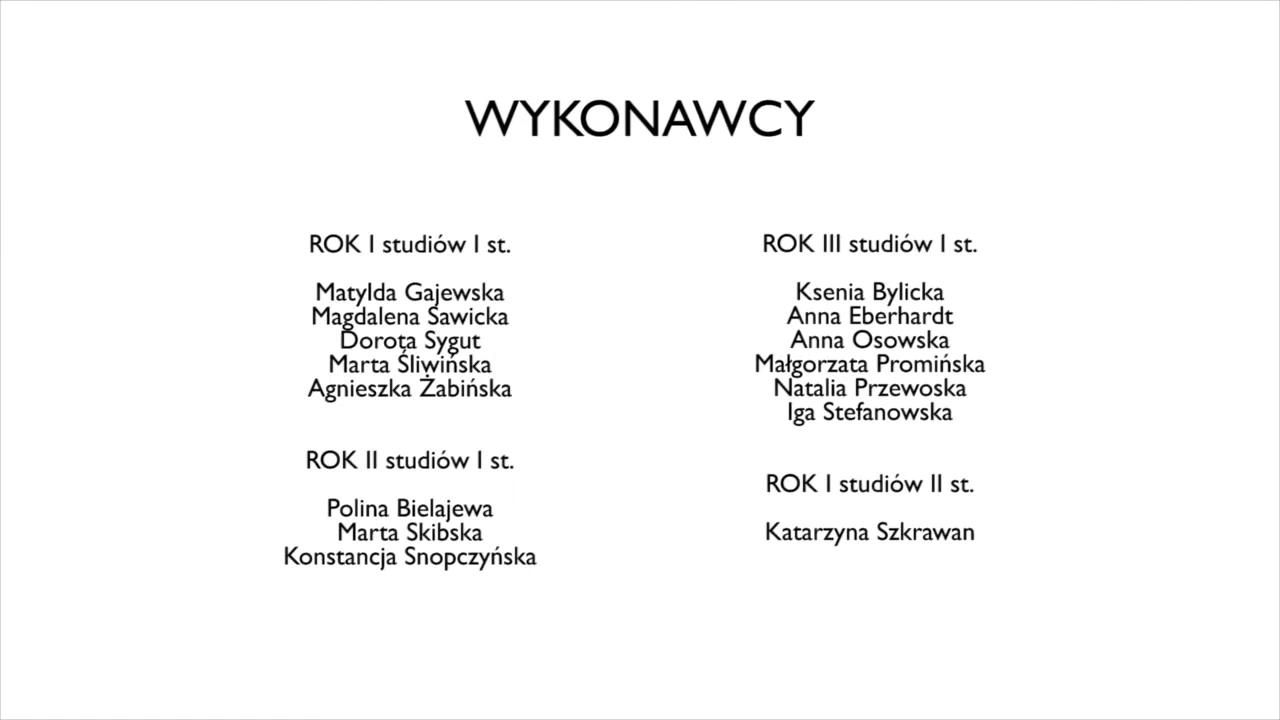 WYKONAWCY
ROK I studiów I st.
Matylda Gajewska
Magdalena Sawicka
Dorota Sygut
Marta Śliwińska
Agnieszka Żabińska
ROK II studiów I st.
Polina Bielajewa
Marta Skibska
Konstancja Snopczyńska
ROK III studiów I st.
Ksenia Bylicka
Anna Eberhardt
Anna Osowska
Małgorzata Promińska
Natalia Przewoska
Iga Stefanowska
ROK I studiów II st.
Katarzyna Szkrawan